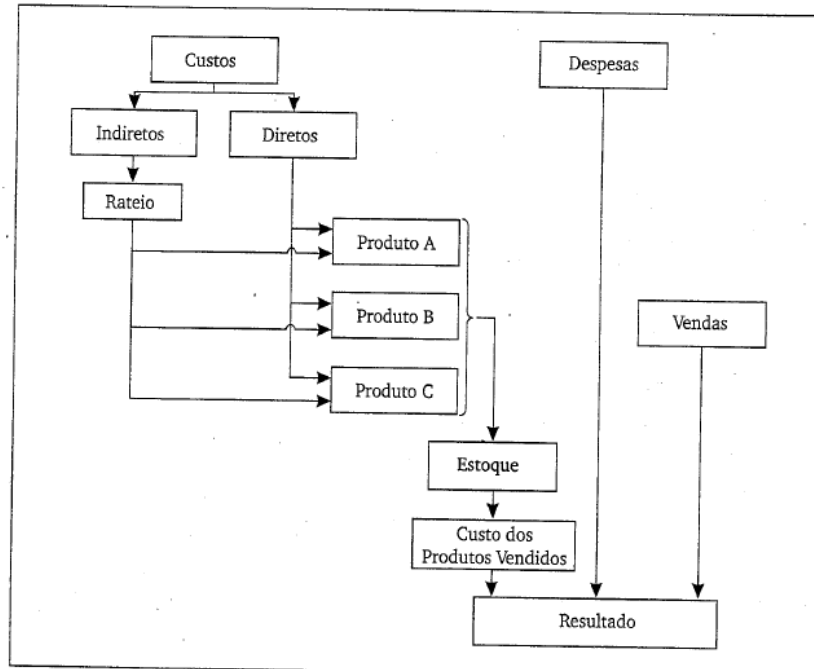 Custos
Despesas
Indiretos
Diretos
Rateio
Produto A
Produto B
Vendas
Produto C
Estoque
Custo dos
Produtos Vendidos
Resultado